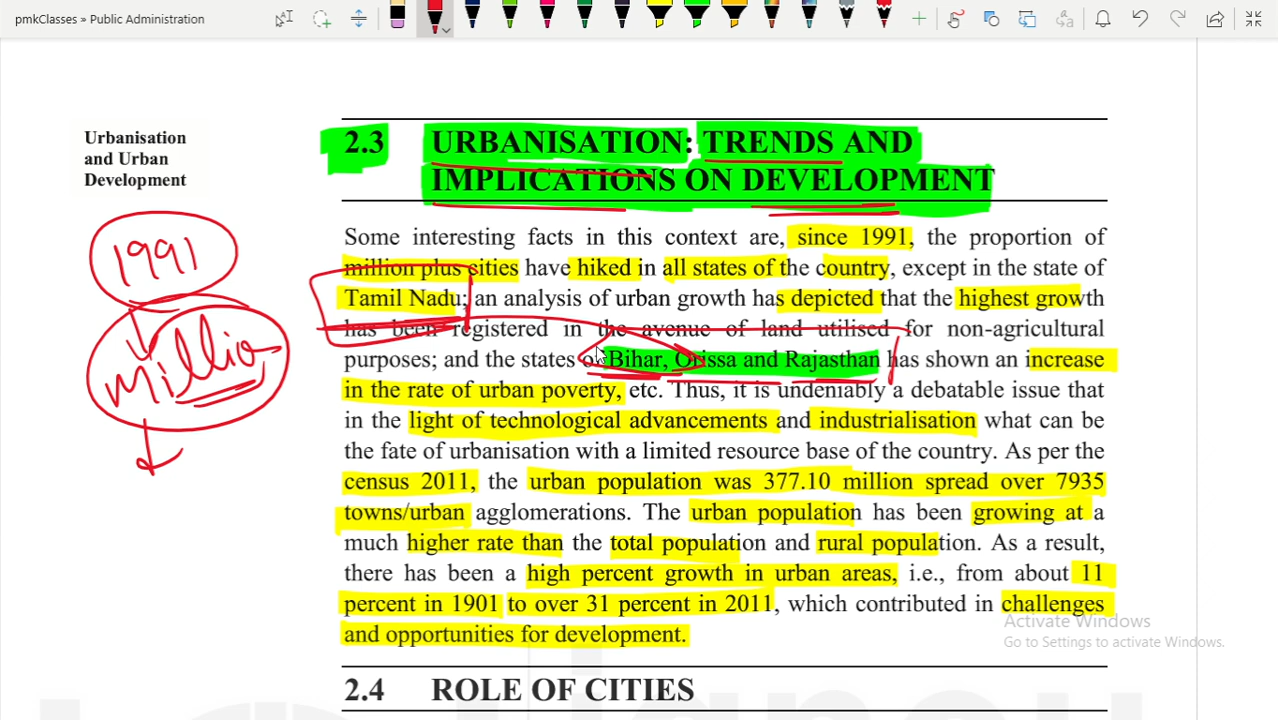 pmkClasses » Public Administration
Urbanisation
and Urban
Development
1991
million
2.3 URBANISATION: TRENDS AND
IMPLICATIONS ON DEVELOPMENT
Some interesting facts in this context are, since 1991, the proportion of
million plus cities have hiked in all states of the country, except in the state of
Tamil Nadu; an analysis of urban growth has depicted that the highest growth
has been registered in the avenue of land utilised for non-agricultural
purposes; and the states of Bihar, Orissa and Rajasthan has shown an increase
in the rate of urban poverty, etc. Thus, it is undeniably a debatable issue that
in the light of technological advancements and industrialisation what can be
the fate of urbanisation with a limited resource base of the country. As per the
census 2011, the urban population was 377.10 million spread over 7935
towns/urban agglomerations. The urban population has been growing at a
much higher rate than the total population and rural population. As a result,
there has been a high percent growth in urban areas, i.e., from about 11
percent in 1901 to over 31 percent in 2011, which contributed in challenges
and opportunities for development.
Activate Windows
Go to Settings to activate Windows.
2.4 ROLE OF CITIES